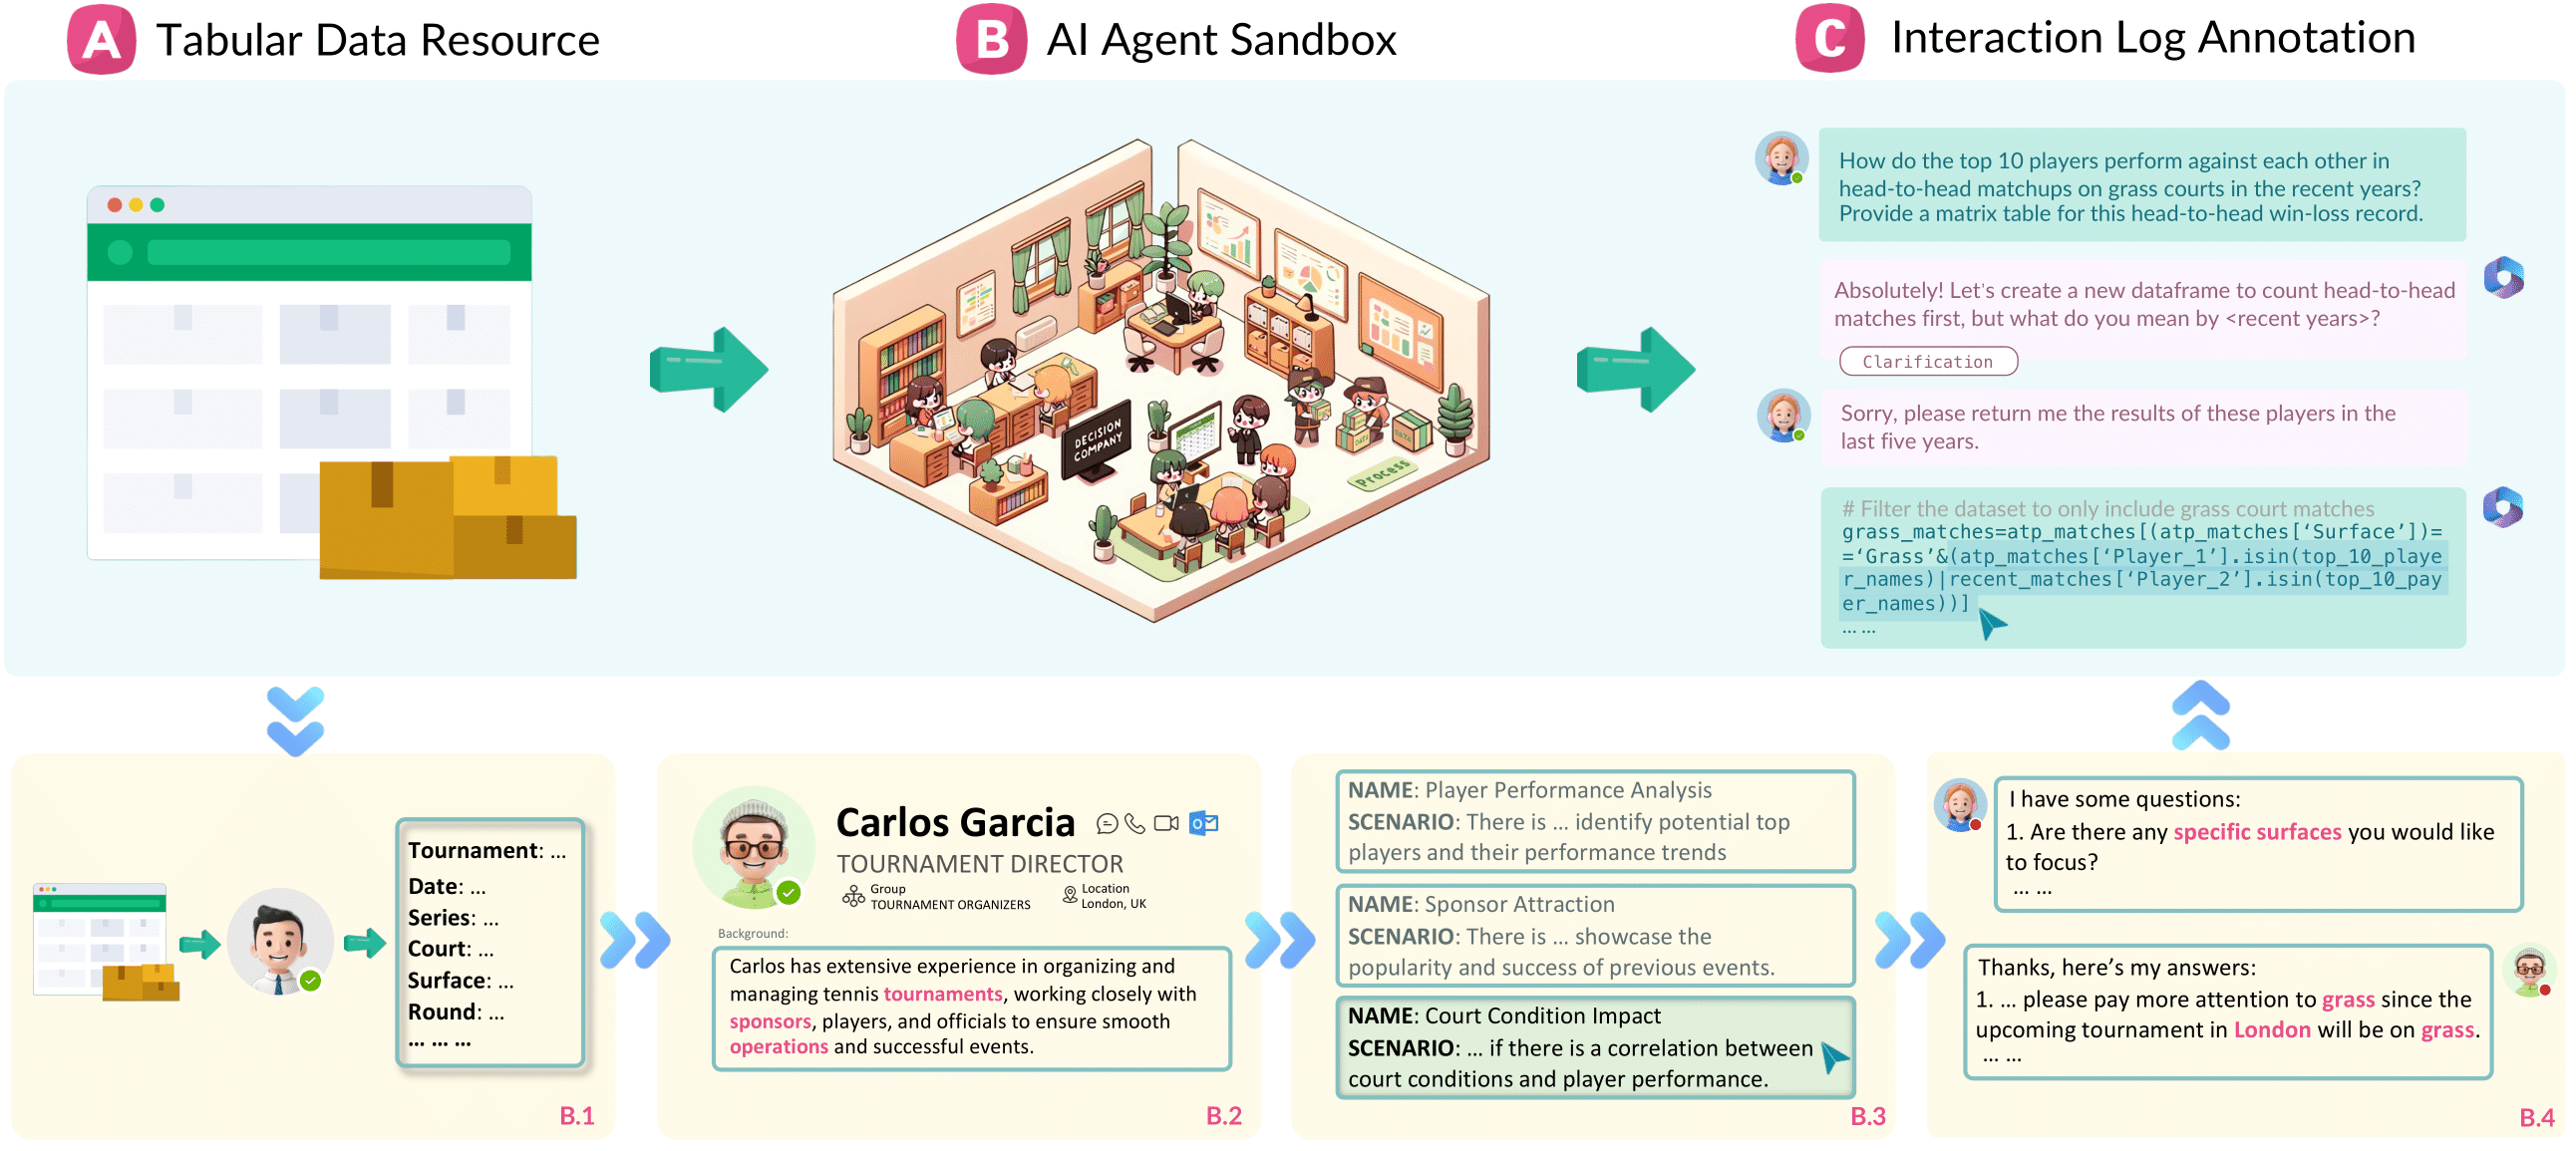 A Tabular Data Resource
B AI Agent Sandbox
C Interaction Log Annotation
DECISION
COMPANY
DATA
DATA
Process
How do the top 10 players perform against each other in
head-to-head matchups on grass courts in the recent years?
Provide a matrix table for this head-to-head win-loss record.
Absolutely! Let's create a new dataframe to count head-to-head
matches first, but what do you mean by <recent years>?
Clarification
Sorry, please return me the results of these players in the
last five years.
# Filter the dataset to only include grass court matches
grass_matches=atp_matches[(atp_matches[‘Surface’])=
=‘Grass’&(atp_matches[‘Player_1’].isin(top_10_playe
r_names)|recent_matches[‘Player_2’].isin(top_10_pay
er_names))]
... ...
Tournament: ...
Date: ...
Series: ...
Court: ...
Surface: ...
Round: ...
... ... ...
B.1
Carlos Garcia
TOURNAMENT DIRECTOR
Group
TOURNAMENT ORGANIZERS
Location
London, UK
Background:
Carlos has extensive experience in organizing and
managing tennis tournaments, working closely with
sponsors, players, and officials to ensure smooth
operations and successful events.
B.2
NAME: Player Performance Analysis
SCENARIO: There is ... identify potential top
players and their performance trends
NAME: Sponsor Attraction
SCENARIO: There is ... showcase the
popularity and success of previous events.
NAME: Court Condition Impact
SCENARIO: ... if there is a correlation between
court conditions and player performance.
B.3
I have some questions:
1. Are there any specific surfaces you would like
to focus?
... ...
Thanks, here’s my answers:
1. ... please pay more attention to grass since the
upcoming tournament in London will be on grass.
... ...
B.4